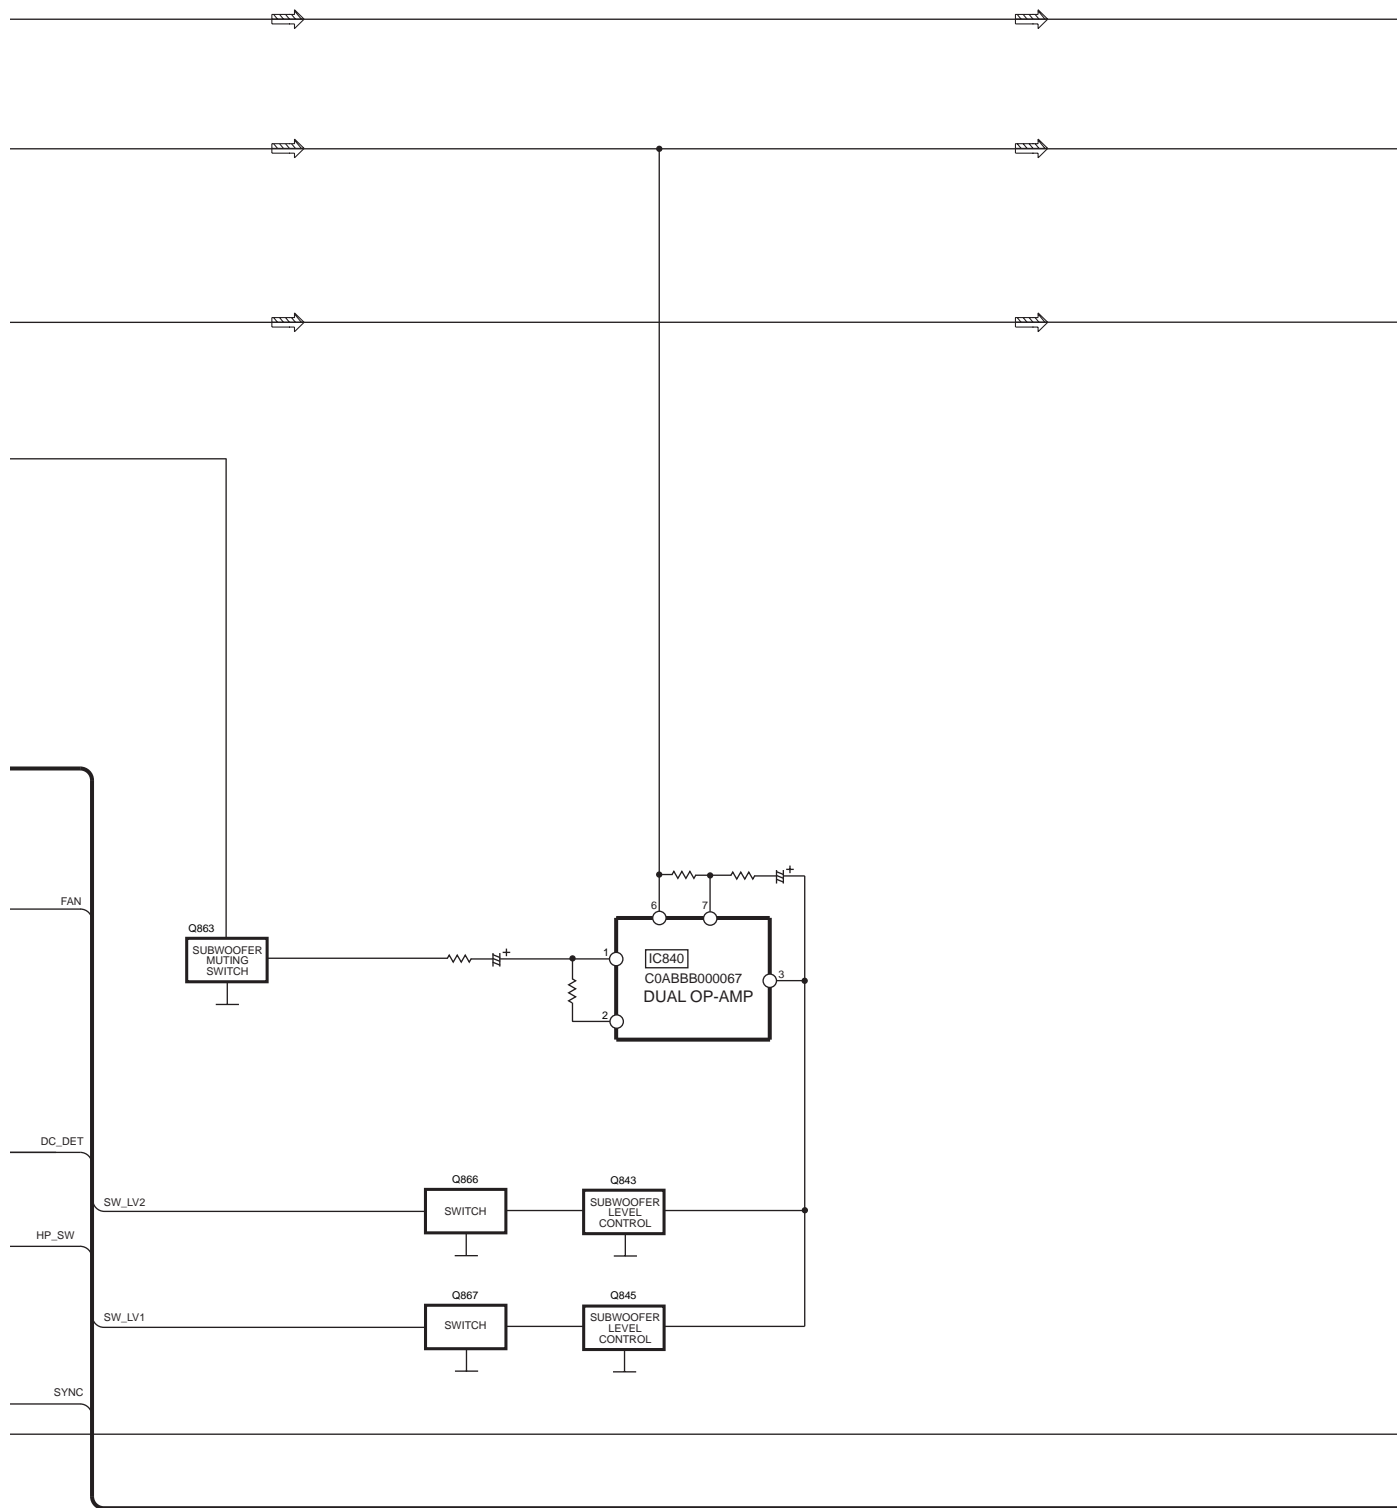 FAN
Q863
SUBWOOFER
MUTING
SWITCH
+
+
6
7
1
2
3
IC840
C0ABBB000067
DUAL OP-AMP
DC_DET
SW_LV2
Q866
SWITCH
Q843
SUBWOOFER
LEVEL
CONTROL
HP_SW
SW_LV1
Q867
SWITCH
Q845
SUBWOOFER
LEVEL
CONTROL
SYNC